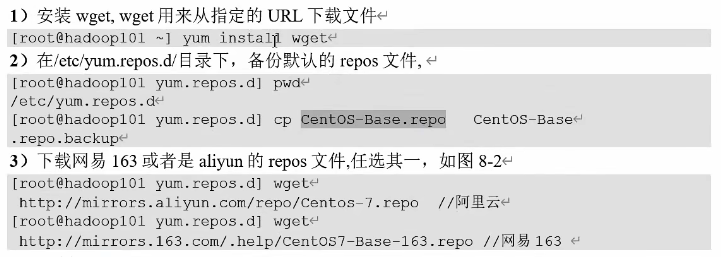 1）安装 wget, wget 用来从指定的 URL 下载文件
[root@hadoop101 ~] yum install wget↵
2）在/etc/yum.repos.d/目录下，备份默认的 repos 文件,↵
[root@hadoop101 yum.repos.d] pwd↵
/etc/yum.repos.d↵
[root@hadoop101 yum.repos.d] cp CentOS-Base.repo CentOS-Base
.repo.backup↵
3）下载网易 163 或者是 aliyun 的 repos 文件,任选其一，如图 8-2↵
[root@hadoop101 yum.repos.d] wget↵
http://mirrors.aliyun.com/repo/Centos-7.repo //阿里云↵
[root@hadoop101 yum.repos.d] wget↵
http://mirrors.163.com/.help/CentOS7-Base-163.repo //网易 163 ↵